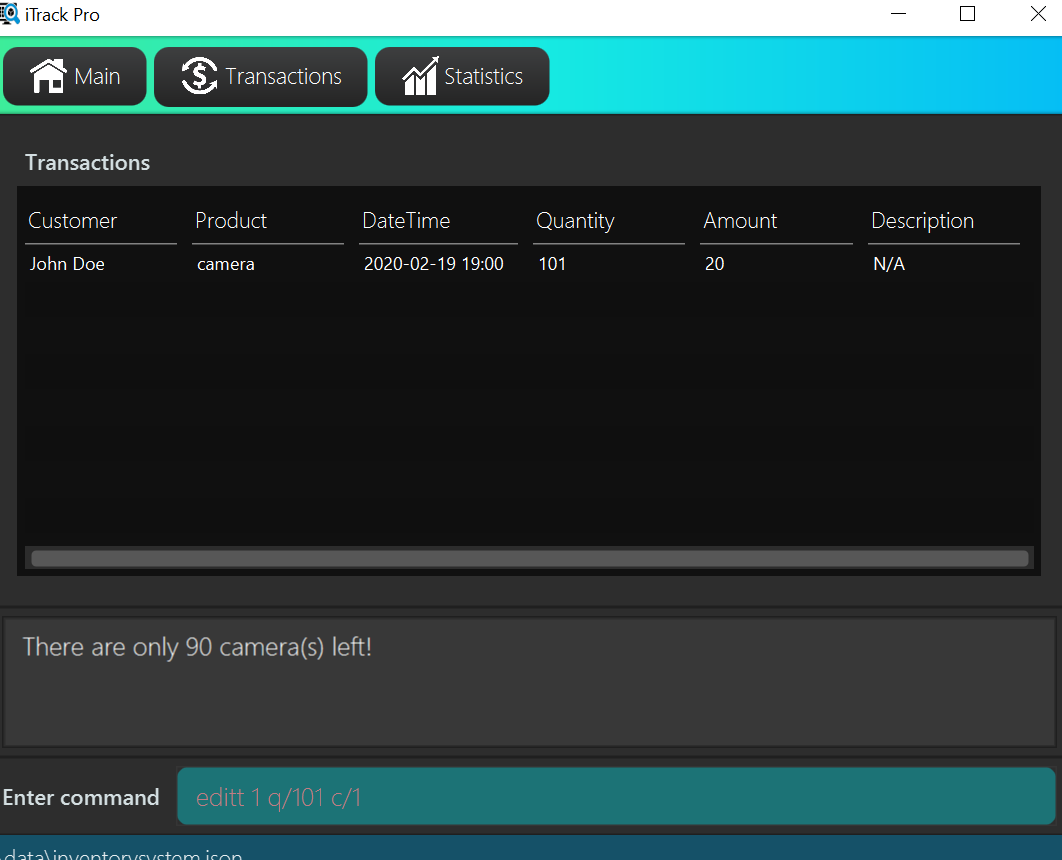 iTrack Pro
Main Transactions Statistics
Transactions
Customer Product DateTime Quantity Amount Description
John Doe camera 2020-02-19 19:00 101 20 N/A
There are only 90 camera(s) left!
Enter command editt 1 q/101 c/1
data\inventorysystem.json